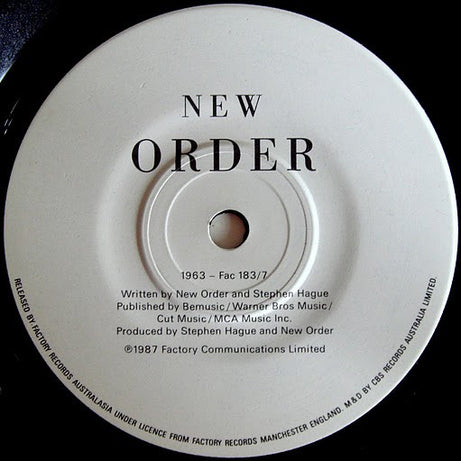 NEW
ORDER
1963 – Fac 183/7
Written by New Order and Stephen Hague
Published by Bemusic/Warner Bros Music/
Cut Music/MCA Music Inc.
Produced by Stephen Hague and New Order
℗1987 Factory Communications Limited
RELEASED BY FACTORY RECORDS AUSTRALASIA UNDER LICENCE FROM FACTORY RECORDS MANCHESTER ENGLAND. M & D BY CBS RECORDS AUSTRALIA LIMITED.